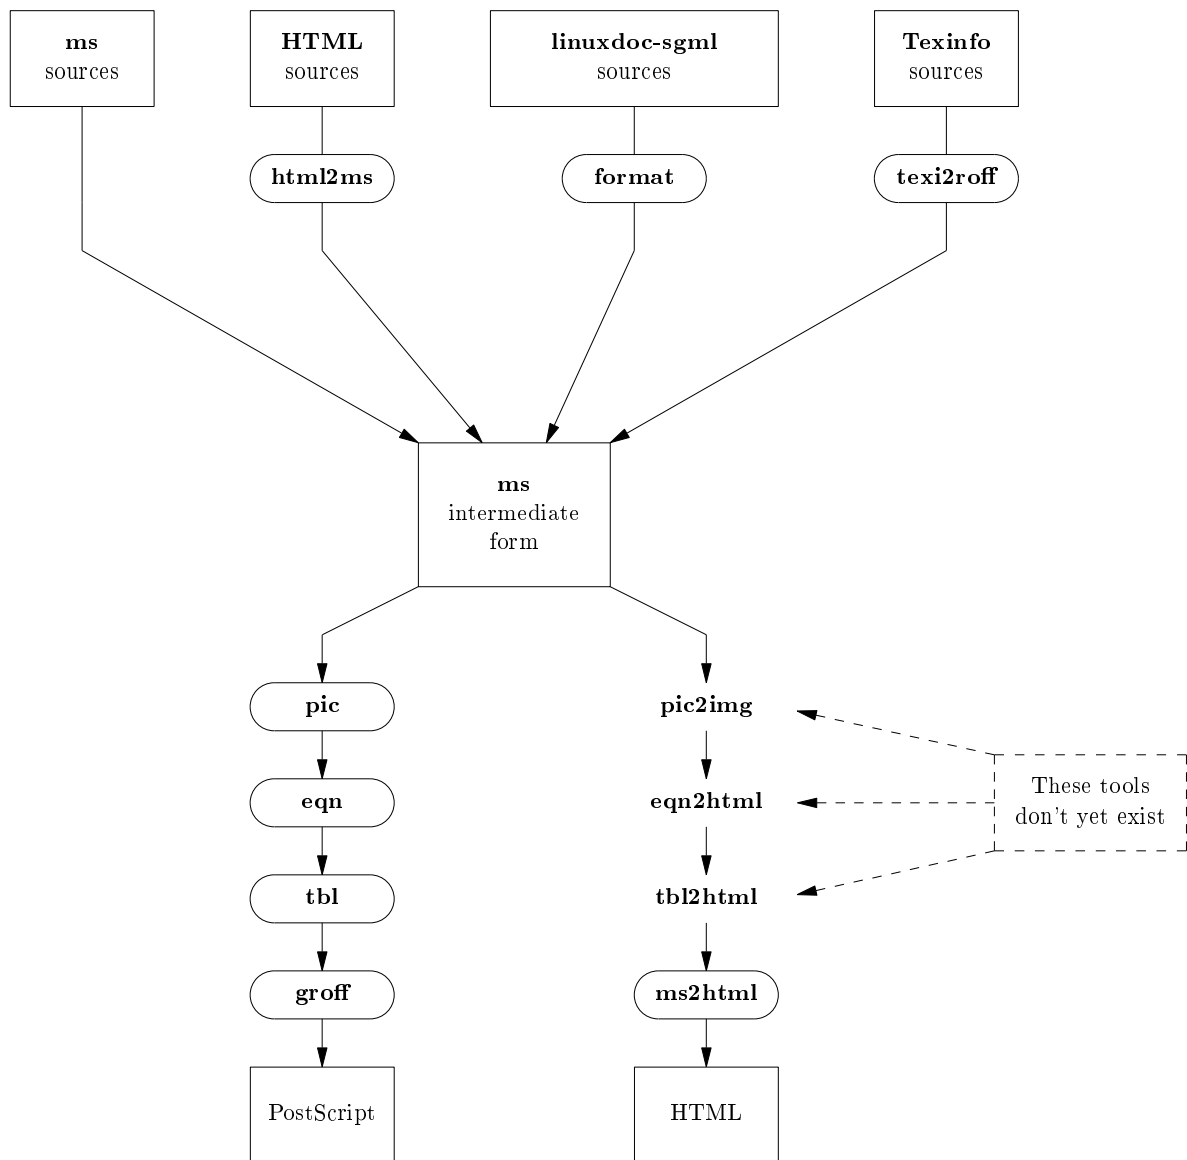 ms
sources
HTML
sources
linuxdoc-sgml
sources
Texinfo
sources
html2ms
format
texi2roff
ms
intermediate
form
pic
pic2img
eqn
eqn2html
These tools
don't yet exist
tbl
tbl2html
groff
ms2html
PostScript
HTML